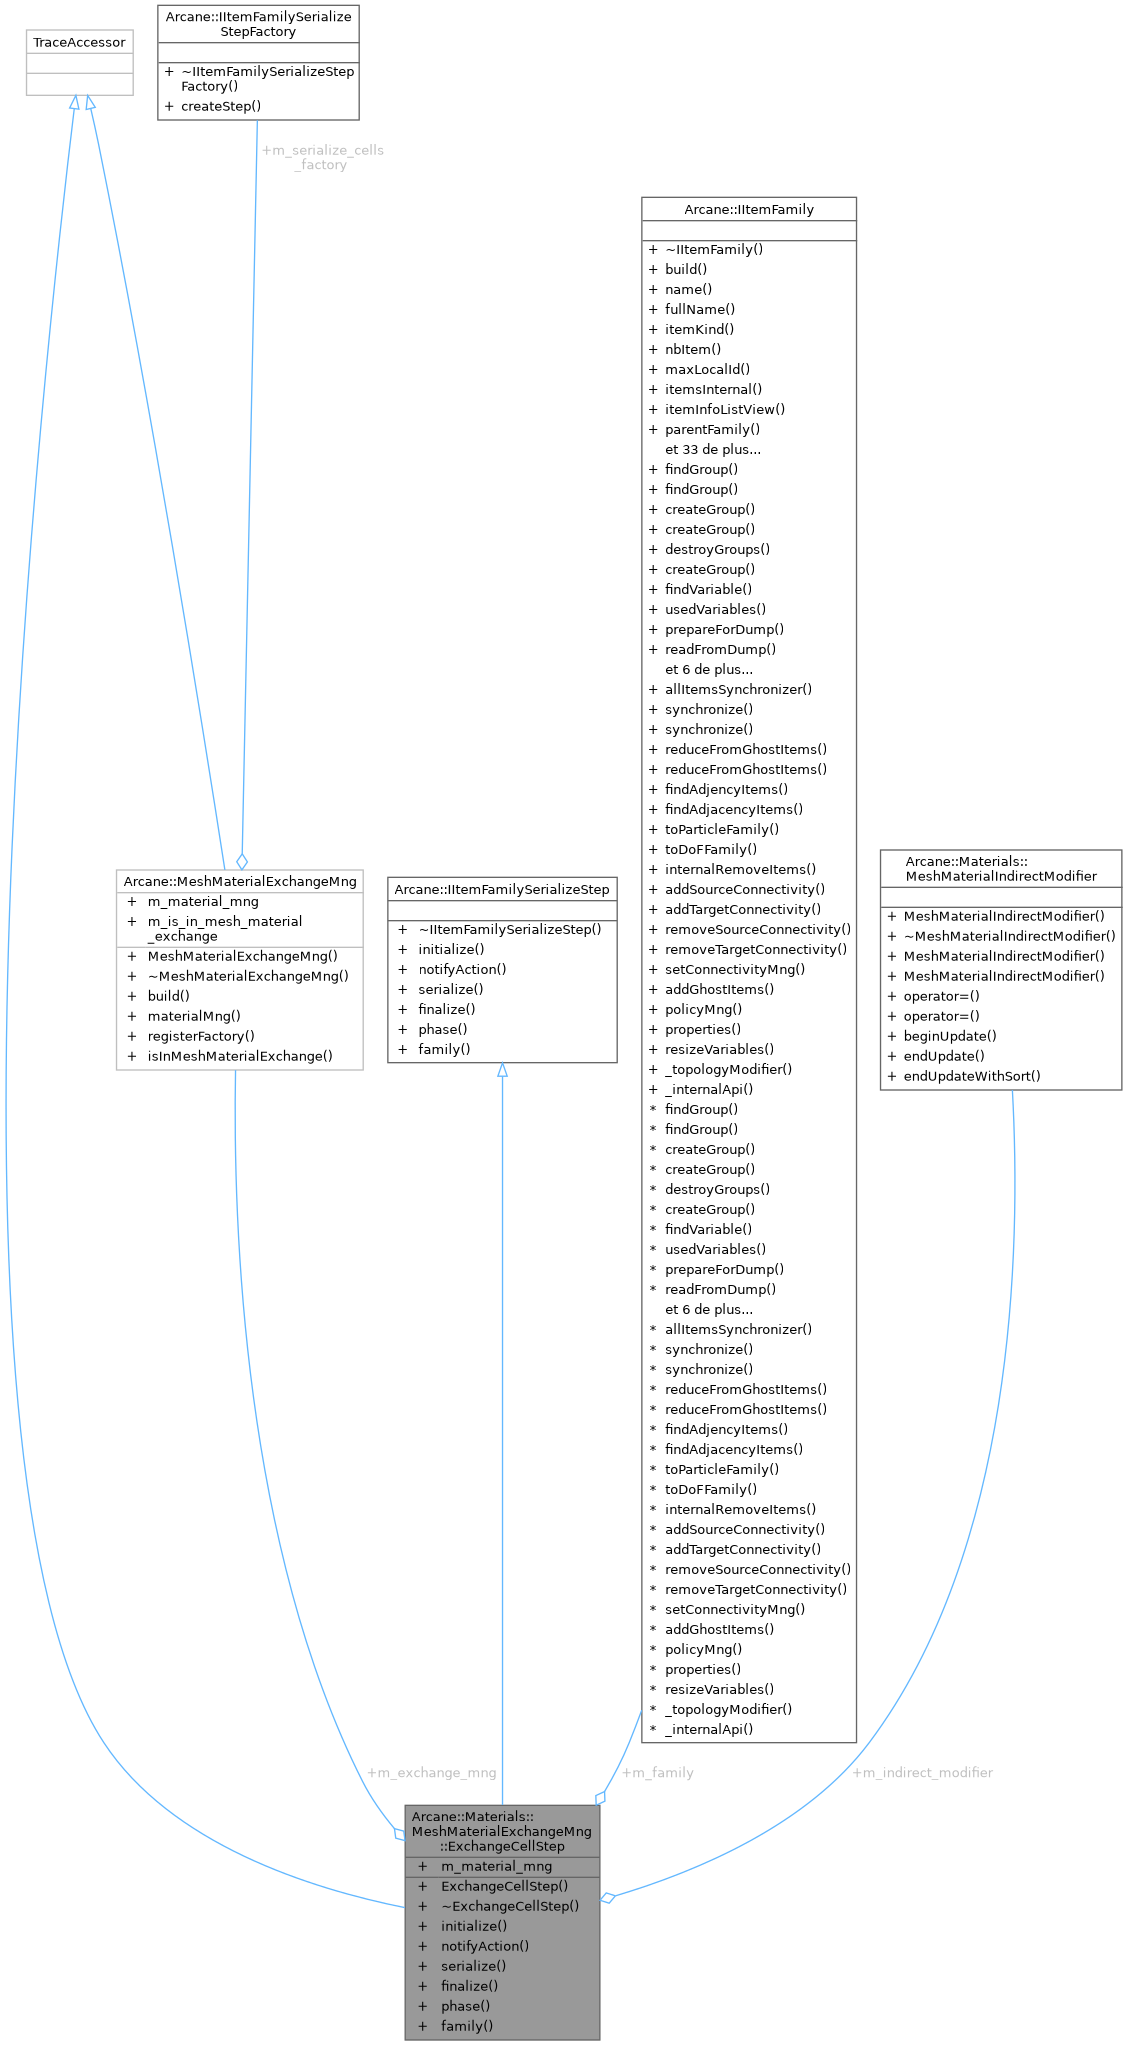 Arcane::IItemFamilySerialize
StepFactory
+ ~IItemFamilySerializeStep
Factory()
+ createStep()
TraceAccessor
+m_serialize_cells
_factory
Arcane::IItemFamily
+ ~IItemFamily()
+ build()
+ name()
+ fullName()
+ itemKind()
+ nbItem()
+ maxLocalId()
+ itemsInternal()
+ itemInfoListView()
+ parentFamily()
et 33 de plus...
+ findGroup()
+ findGroup()
+ createGroup()
+ createGroup()
+ destroyGroups()
+ createGroup()
+ findVariable()
+ usedVariables()
+ prepareForDump()
+ readFromDump()
et 6 de plus...
+ allItemsSynchronizer()
+ synchronize()
+ synchronize()
+ reduceFromGhostItems()
+ reduceFromGhostItems()
+ findAdjencyItems()
+ findAdjacencyItems()
+ toParticleFamily()
+ toDoFFamily()
+ internalRemoveItems()
+ addSourceConnectivity()
+ addTargetConnectivity()
+ removeSourceConnectivity()
+ removeTargetConnectivity()
+ setConnectivityMng()
+ addGhostItems()
+ policyMng()
+ properties()
+ resizeVariables()
+ _topologyModifier()
+ _internalApi()
* findGroup()
* findGroup()
* createGroup()
* createGroup()
* destroyGroups()
* createGroup()
* findVariable()
* usedVariables()
* prepareForDump()
* readFromDump()
et 6 de plus...
* allItemsSynchronizer()
* synchronize()
* synchronize()
* reduceFromGhostItems()
* reduceFromGhostItems()
* findAdjencyItems()
* findAdjacencyItems()
* toParticleFamily()
* toDoFFamily()
* internalRemoveItems()
* addSourceConnectivity()
* addTargetConnectivity()
* removeSourceConnectivity()
* removeTargetConnectivity()
* setConnectivityMng()
* addGhostItems()
* policyMng()
* properties()
* resizeVariables()
* _topologyModifier()
* _internalApi()
Arcane::MeshMaterialExchangeMng
+ m_material_mng
+ m_is_in_mesh_material
_exchange
+ MeshMaterialExchangeMng()
+ ~MeshMaterialExchangeMng()
+ build()
+ materialMng()
+ registerFactory()
+ isInMeshMaterialExchange()
Arcane::IItemFamilySerializeStep
+ ~IItemFamilySerializeStep()
+ initialize()
+ notifyAction()
+ serialize()
+ finalize()
+ phase()
+ family()
Arcane::Materials::
MeshMaterialIndirectModifier
+ MeshMaterialIndirectModifier()
+ ~MeshMaterialIndirectModifier()
+ MeshMaterialIndirectModifier()
+ MeshMaterialIndirectModifier()
+ operator=()
+ operator=()
+ beginUpdate()
+ endUpdate()
+ endUpdateWithSort()
+m_exchange_mng
+m_family
+m_indirect_modifier
Arcane::Materials::
MeshMaterialExchangeMng
::ExchangeCellStep
+ m_material_mng
+ ExchangeCellStep()
+ ~ExchangeCellStep()
+ initialize()
+ notifyAction()
+ serialize()
+ finalize()
+ phase()
+ family()